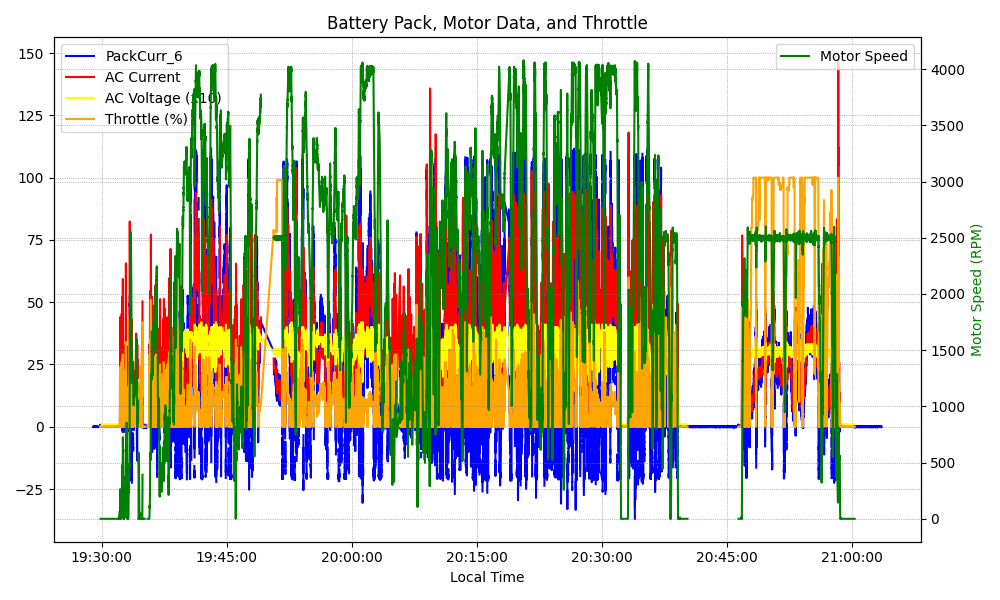 Battery Pack, Motor Data, and Throttle
PackCurr_6
AC Current
AC Voltage (x10)
Throttle (%)
Motor Speed
150
125
100
75
50
25
0
−25
4000
3500
3000
2500
2000
1500
1000
500
0
Motor Speed (RPM)
19:30:00 19:45:00 20:00:00 20:15:00 20:30:00 20:45:00 21:00:00
Local Time